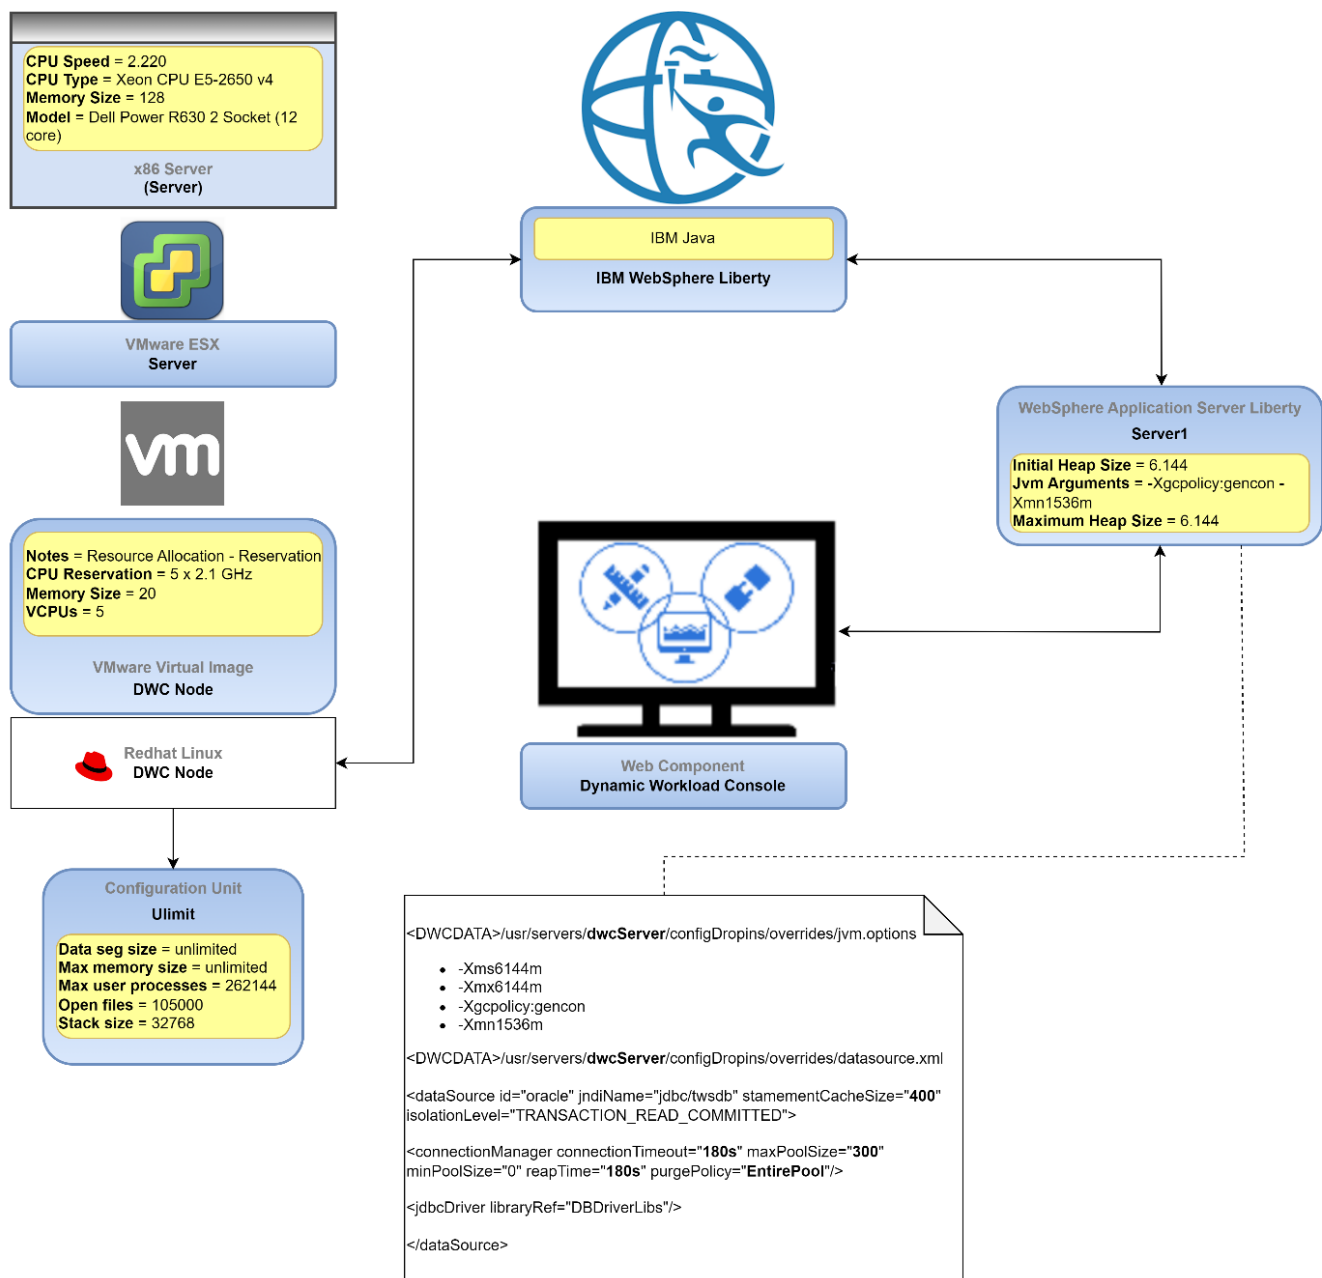 CPU Speed = 2.220
CPU Type = Xeon CPU E5-2650 v4
Memory Size = 128
Model = Dell Power R630 2 Socket (12
core)
x86 Server
(Server)
VMware ESX
Server
vm
Notes = Resource Allocation - Reservation
CPU Reservation = 5 x 2.1 GHz
Memory Size = 20
VCPUs = 5
VMware Virtual Image
DWC Node
Redhat Linux
DWC Node
Configuration Unit
Ulimit
Data seg size = unlimited
Max memory size = unlimited
Max user processes = 262144
Open files = 105000
Stack size = 32768
IBM Java
IBM WebSphere Liberty
WebSphere Application Server Liberty
Server1
Initial Heap Size = 6.144
Jvm Arguments = -Xgcpolicy:gencon -
Xmn1536m
Maximum Heap Size = 6.144
Web Component
Dynamic Workload Console
<DWCDATA>/usr/servers/dwcServer/configDropins/overrides/jvm.options
• -Xms6144m
• -Xmx6144m
• -Xgcpolicy:gencon
• -Xmn1536m
<DWCDATA>/usr/servers/dwcServer/configDropins/overrides/datasource.xml
<dataSource id="oracle" jndiName="jdbc/twsdb" stamementCacheSize="400"
isolationLevel="TRANSACTION_READ_COMMITTED">
<connectionManager connectionTimeout="180s" maxPoolSize="300"
minPoolSize="0" reapTime="180s" purgePolicy="EntirePool"/>
<jdbcDriver libraryRef="DBDriverLibs"/>
</dataSource>